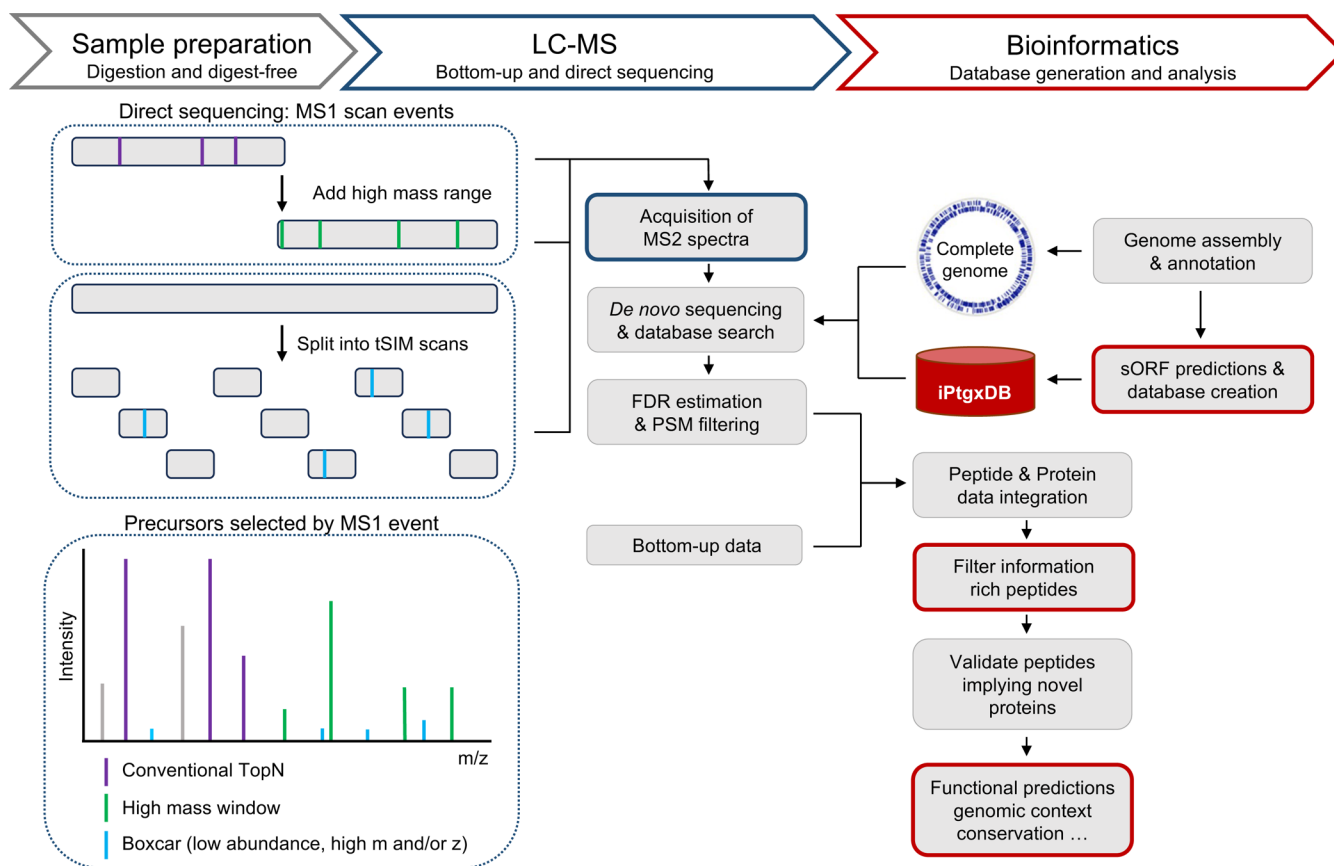 Sample preparation
Digestion and digest-free
LC-MS
Bottom-up and direct sequencing
Bioinformatics
Database generation and analysis
Direct sequencing: MS1 scan events
Add high mass range
Split into tSIM scans
Precursors selected by MS1 event
Intensity
m/z
Conventional TopN
High mass window
Boxcar (low abundance, high m and/or z)
Acquisition of
MS2 spectra
De novo sequencing
& database search
FDR estimation
& PSM filtering
Bottom-up data
Complete
genome
Genome assembly
& annotation
iPtgxDB
sORF predictions &
database creation
Peptide & Protein
data integration
Filter information
rich peptides
Validate peptides
implying novel
proteins
Functional predictions
genomic context
conservation ...